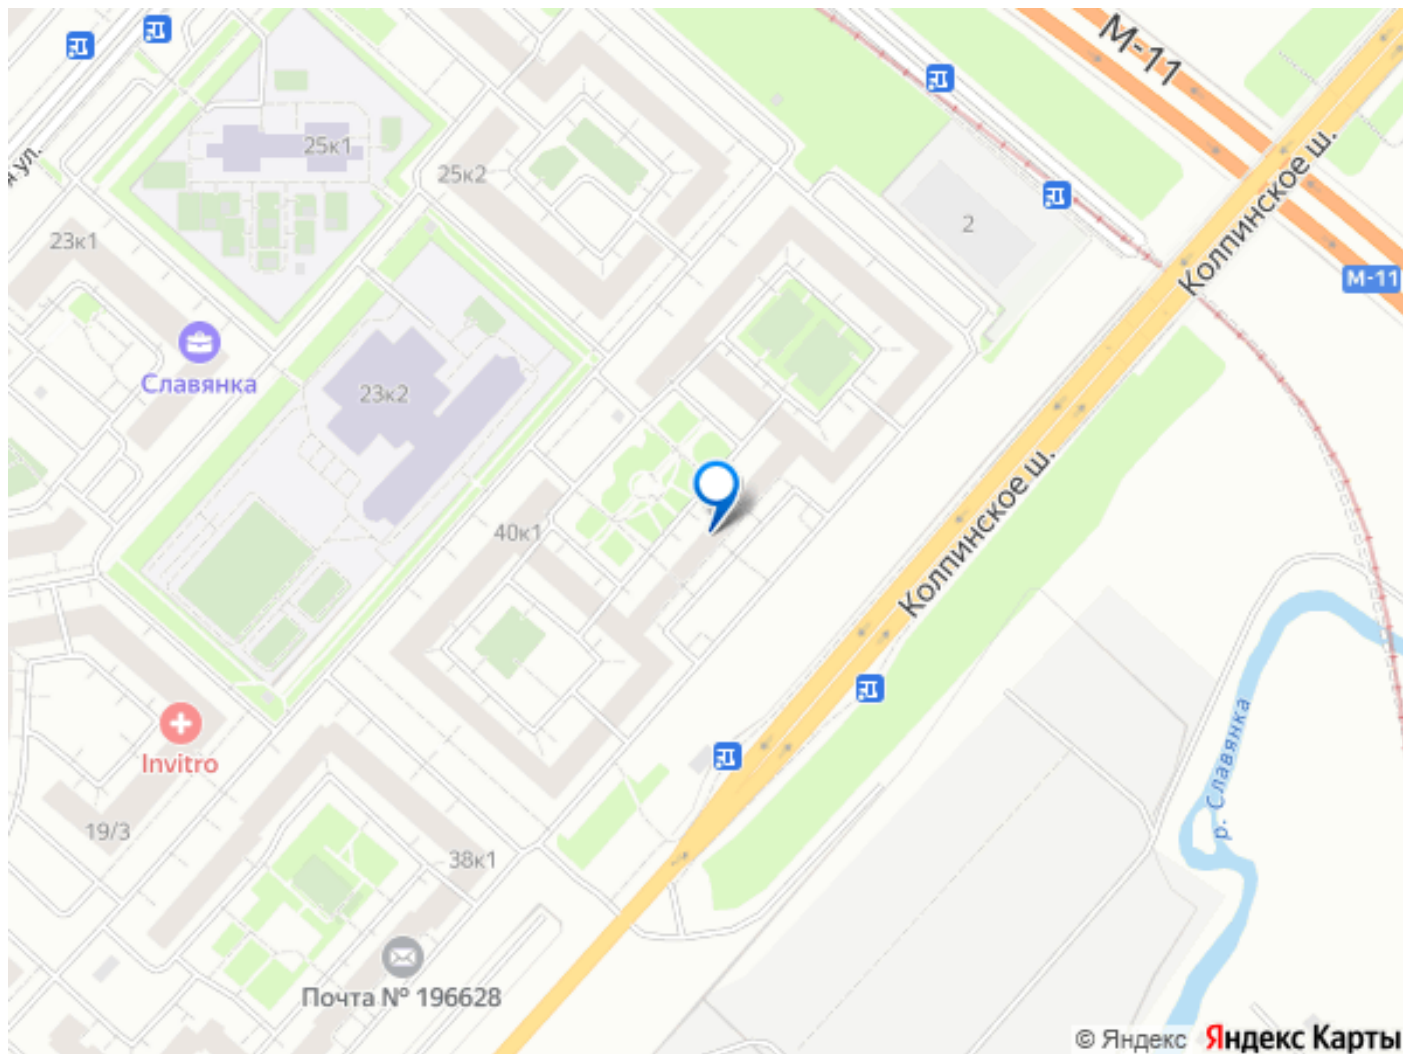 М-11
Колпинское ш.
25к1
ул.
25к2
2
23к1
М-11
Славянка
23к2
Колпинское ш.
40к1
р. Славянка
Invitro
19/3
38к1
Почта № 196628
© Яндекс Яндекс Карты